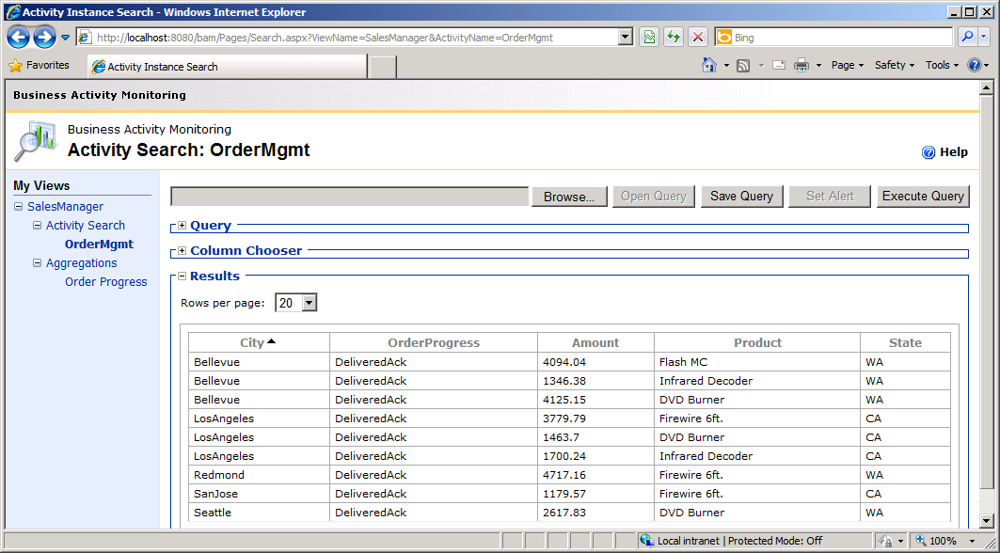 Activity Instance Search - Windows Internet Explorer
http://localhost:8080/bam/Pages/Search.aspx?ViewName=SalesManager&ActivityName=OrderMgmt Bing
Favorites Activity Instance Search Page Safety Tools
Business Activity Monitoring
Business Activity Monitoring
Activity Search: OrderMgmt
Help
My Views
SalesManager
Activity Search
OrderMgmt
Aggregations
Order Progress
Browse... Open Query Save Query Set Alert Execute Query
Query
Column Chooser
Results
Rows per page: 20
City OrderProgress Amount Product State
Bellevue DeliveredAck 4094.04 Flash MC WA
Bellevue DeliveredAck 1346.38 Infrared Decoder WA
Bellevue DeliveredAck 4125.15 DVD Burner WA
LosAngeles DeliveredAck 3779.79 Firewire 6ft. CA
LosAngeles DeliveredAck 1463.7 DVD Burner CA
LosAngeles DeliveredAck 1700.24 Infrared Decoder CA
Redmond DeliveredAck 4717.16 Firewire 6ft. WA
SanJose DeliveredAck 1179.57 Firewire 6ft. CA
Seattle DeliveredAck 2617.83 DVD Burner WA
Local intranet | Protected Mode: Off 100%